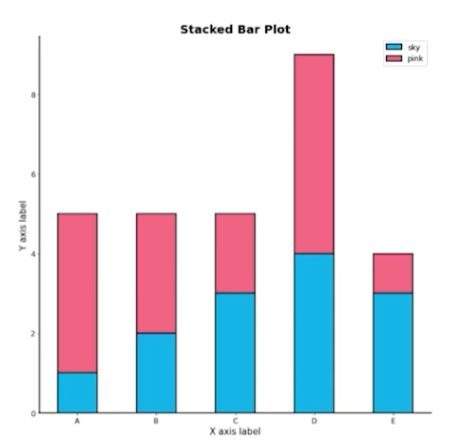 Stacked Bar Plot
sky
pink
Y axis label
8
6
4
2
0
A B C D E
X axis label